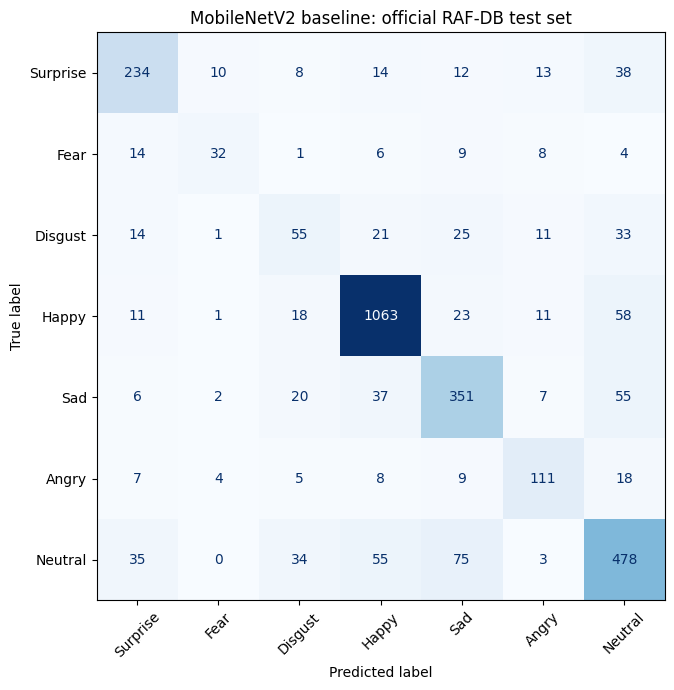 MobileNetV2 baseline: official RAF-DB test set
Surprise 234 10 8 14 12 13 38
Fear 14 32 1 6 9 8 4
Disgust 14 1 55 21 25 11 33
Happy 11 1 18 1063 23 11 58
Sad 6 2 20 37 351 7 55
Angry 7 4 5 8 9 111 18
Neutral 35 0 34 55 75 3 478
True label
Surprise Fear Disgust Happy Sad Angry Neutral
Predicted label